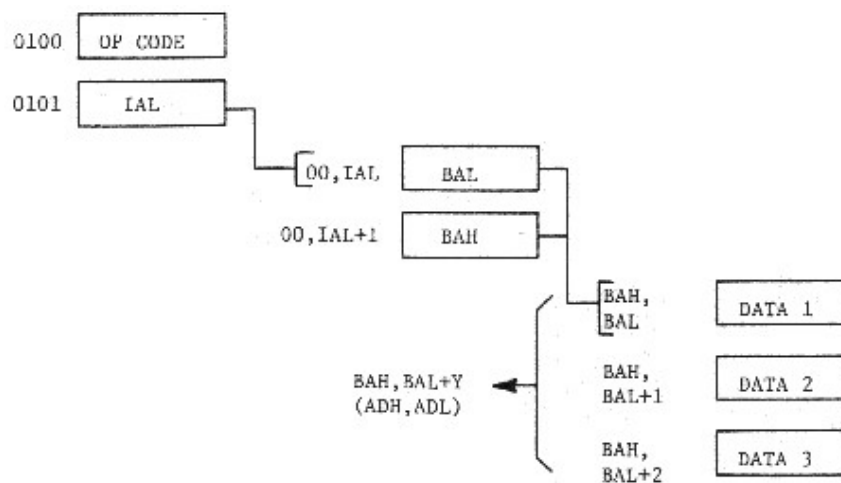 0100 OP CODE
0101 IAL
00,IAL BAL
00,IAL+1 BAH
BAH,
BAL
DATA 1
BAH,BAL+Y
(ADH,ADL)
BAH,
BAL+1
DATA 2
BAH,
BAL+2
DATA 3